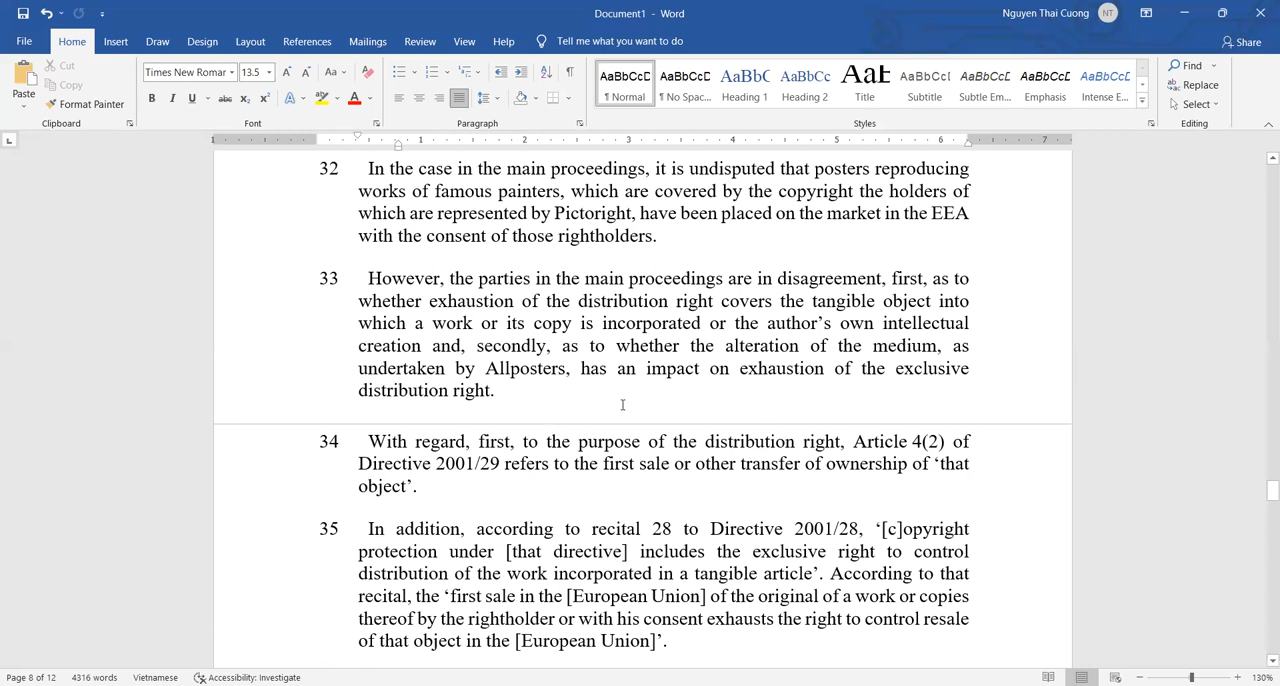 Document1 - Word
Nguyen Thai Cuong NT
File Home Insert Draw Design Layout References Mailings Review View Help Tell me what you want to do Share
Paste
Cut
Copy
Format Painter
Clipboard
Times New Romar 13.5
Font
Paragraph
AaBbCcD AaBbCcD AaBbC AaBbCc AaE AaBbCcD AaBbCcD AaBbCcD AaBbCcD
¶ Normal ¶ No Spac... Heading 1 Heading 2 Title Subtitle Subtle Em... Emphasis Intense E...
Styles
Find
Replace
Select
Editing
1 1 2 3 4 5 6 7
32 In the case in the main proceedings, it is undisputed that posters reproducing
works of famous painters, which are covered by the copyright the holders of
which are represented by Pictoright, have been placed on the market in the EEA
with the consent of those rightholders.
33 However, the parties in the main proceedings are in disagreement, first, as to
whether exhaustion of the distribution right covers the tangible object into
which a work or its copy is incorporated or the author’s own intellectual
creation and, secondly, as to whether the alteration of the medium, as
undertaken by Allposters, has an impact on exhaustion of the exclusive
distribution right.
34 With regard, first, to the purpose of the distribution right, Article 4(2) of
Directive 2001/29 refers to the first sale or other transfer of ownership of ‘that
object’.
35 In addition, according to recital 28 to Directive 2001/28, ‘[c]opyright
protection under [that directive] includes the exclusive right to control
distribution of the work incorporated in a tangible article’. According to that
recital, the ‘first sale in the [European Union] of the original of a work or copies
thereof by the rightholder or with his consent exhausts the right to control resale
of that object in the [European Union]’.
Page 8 of 12 4316 words Vietnamese Accessibility: Investigate 130%